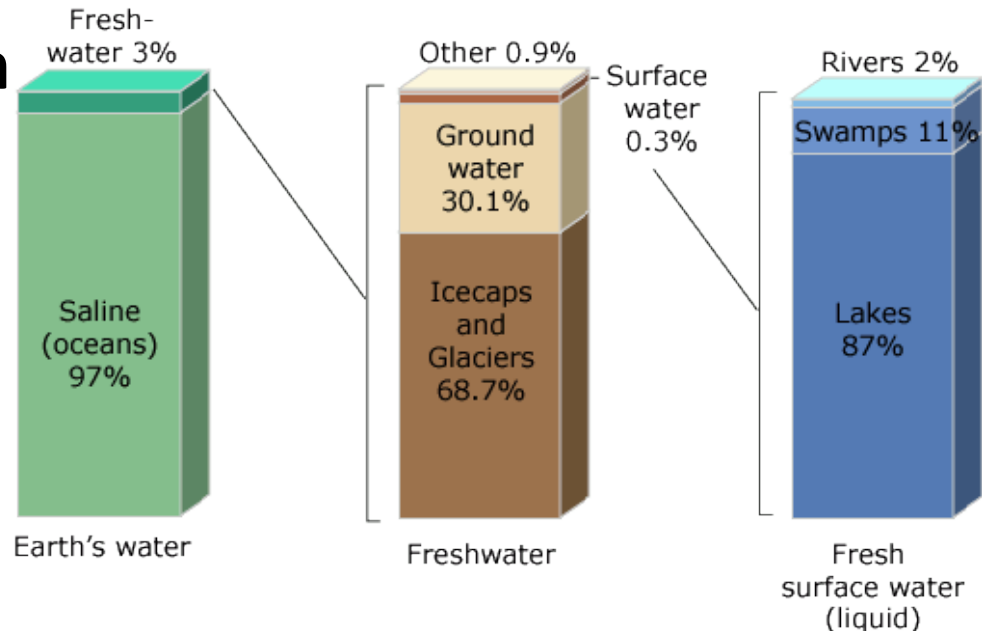 Fresh-
water 3%
Saline
(oceans)
97%
Earth's water
Other 0.9%
Surface
water
0.3%
Ground
water
30.1%
Icecaps
and
Glaciers
68.7%
Freshwater
Rivers 2%
Swamps 11%
Lakes
87%
Fresh
surface water
(liquid)